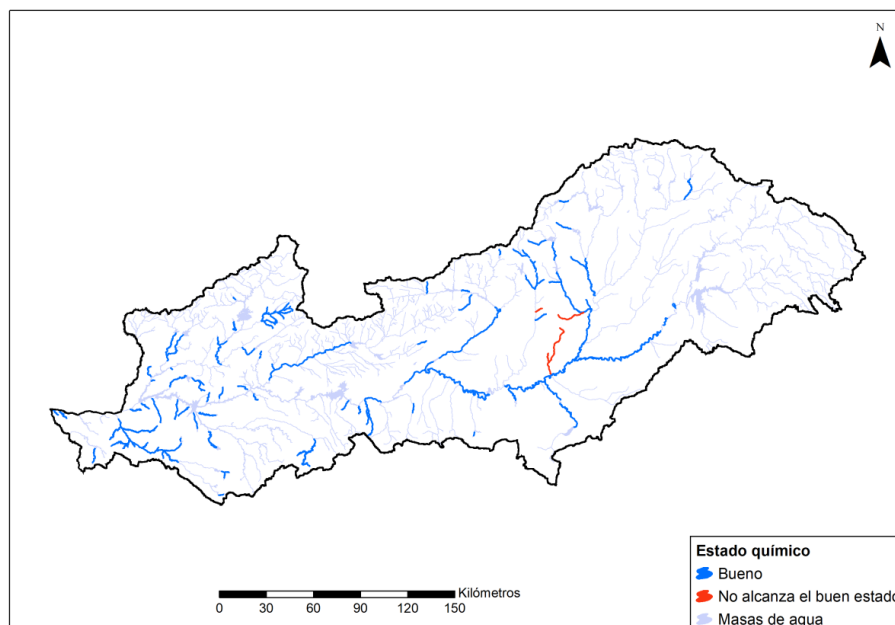 N
Kilómetros
0 30 60 90 120 150
Estado químico
Bueno
No alcanza el buen estado
Masas de agua